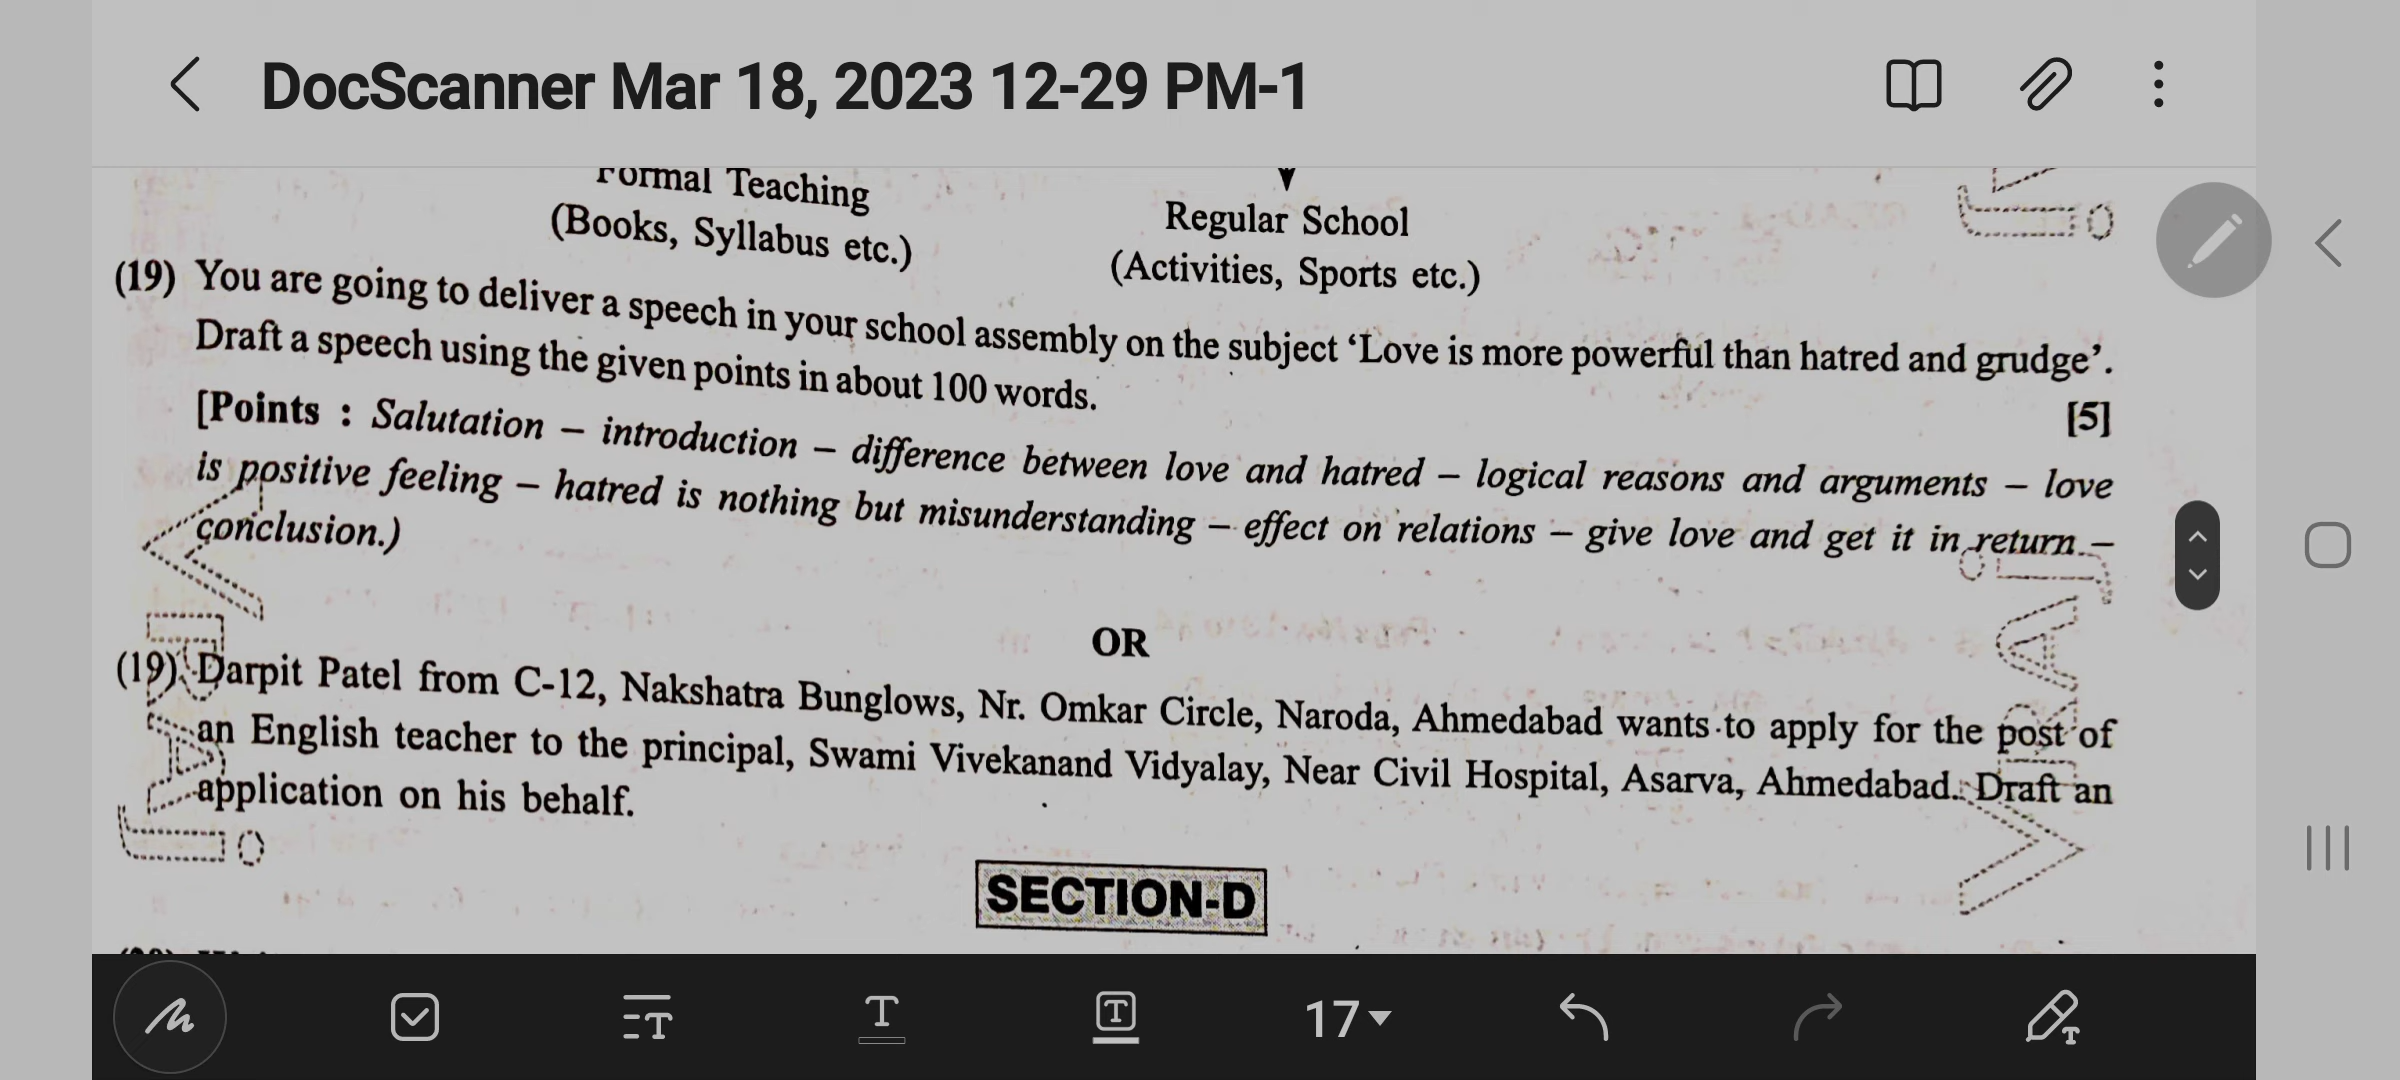 DocScanner Mar 18, 2023 12-29 PM-1
Formal Teaching
(Books, Syllabus etc.)
Regular School
(Activities, Sports etc.)
(19) You are going to deliver a speech in your school assembly on the subject ‘Love is more powerful than hatred and grudge’.
Draft a speech using the given points in about 100 words.
[5]
[Points : Salutation – introduction – difference between love and hatred – logical reasons and arguments – love
is positive feeling – hatred is nothing but misunderstanding – effect on relations – give love and get it in return –
conclusion.)
OR
(19) Darpit Patel from C-12, Nakshatra Bunglows, Nr. Omkar Circle, Naroda, Ahmedabad wants to apply for the post of
an English teacher to the principal, Swami Vivekanand Vidyalay, Near Civil Hospital, Asarva, Ahmedabad. Draft an
application on his behalf.
SECTION-D
17